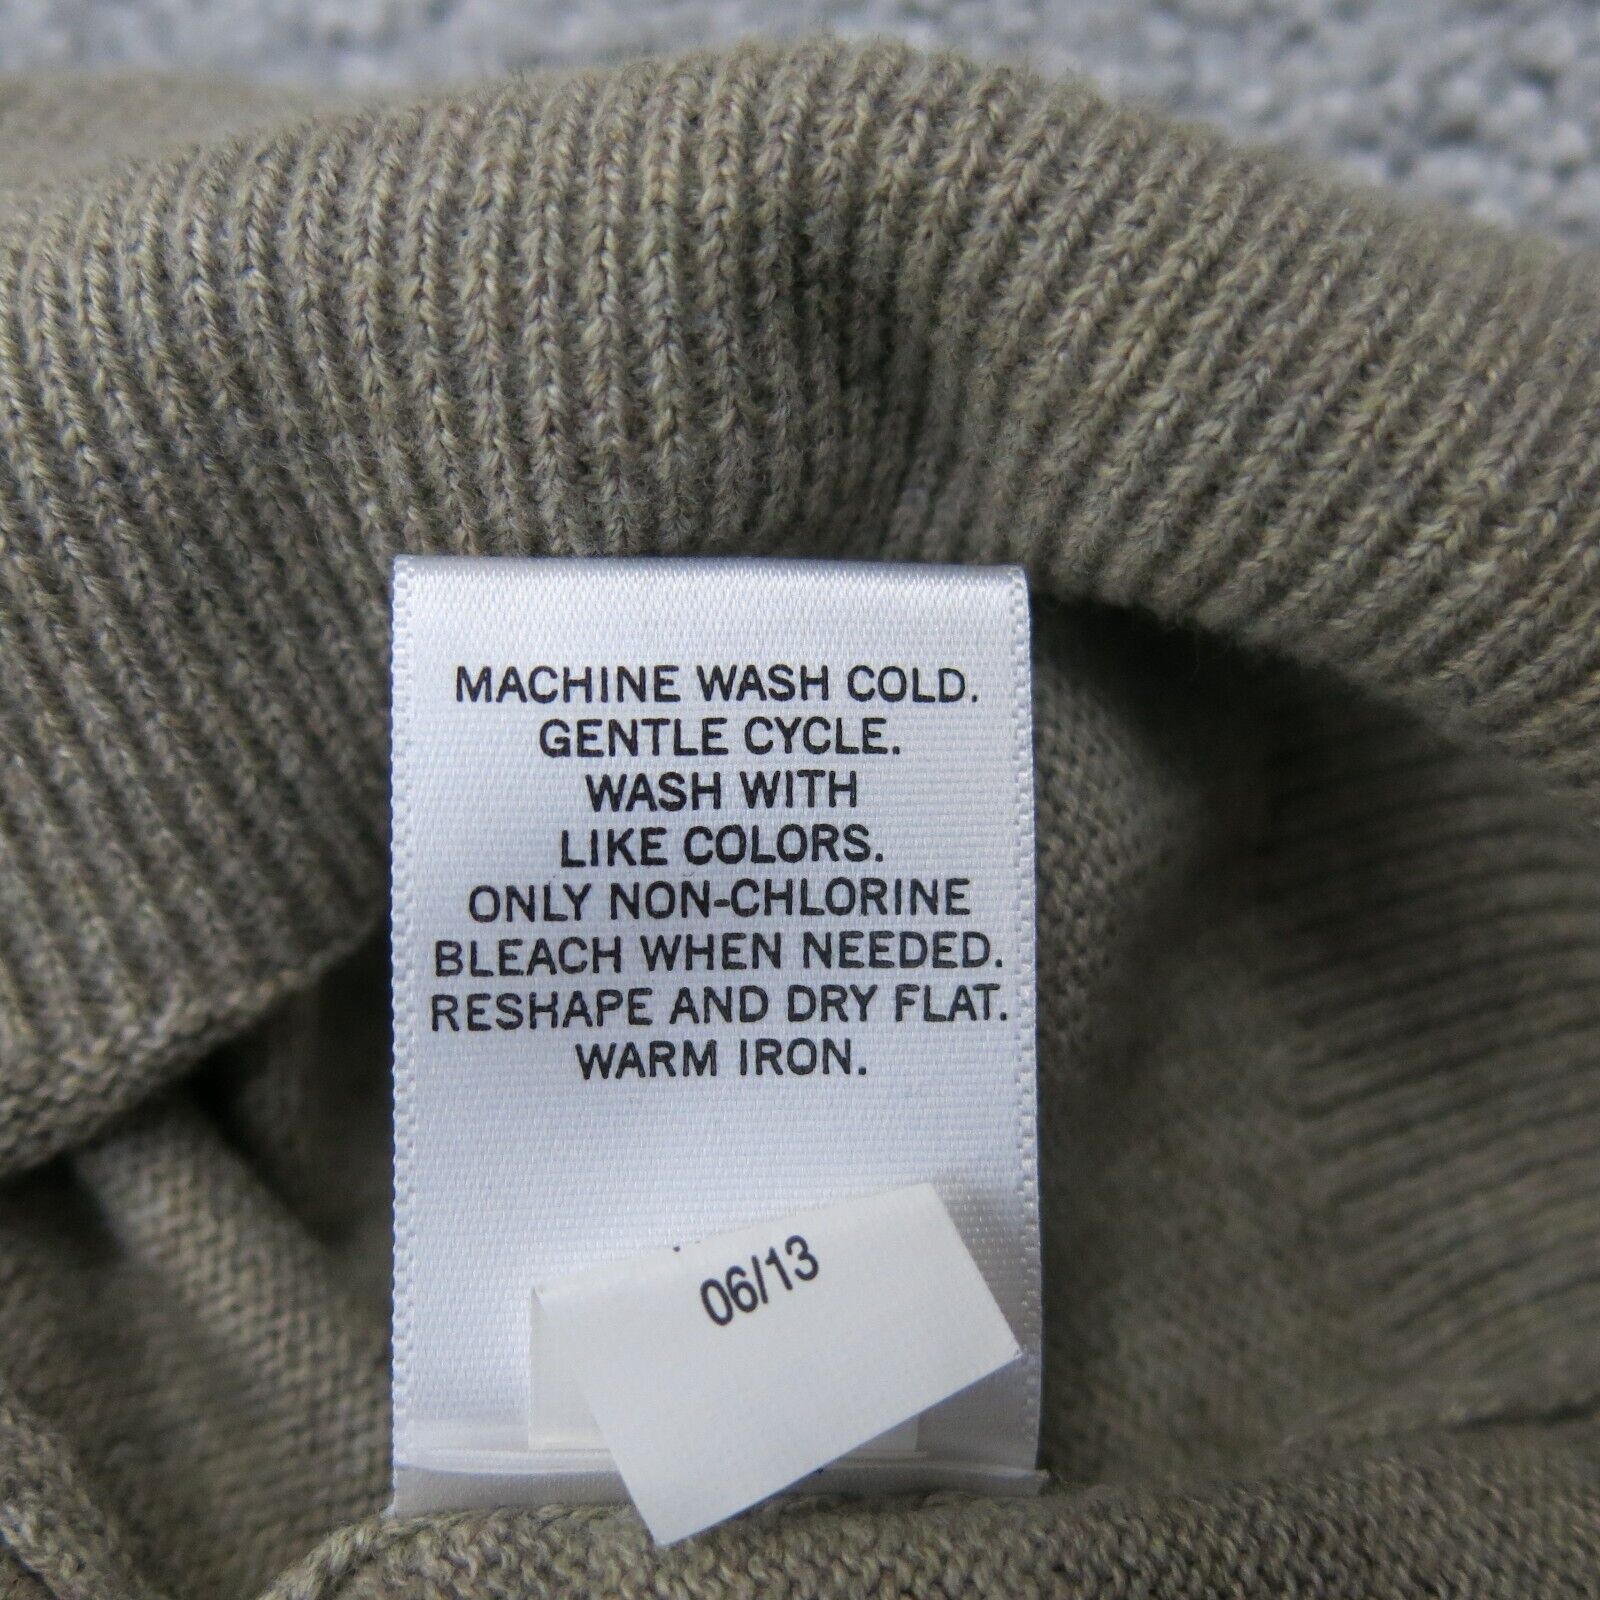 MACHINE WASH COLD.
GENTLE CYCLE.
WASH WITH
LIKE COLORS.
ONLY NON-CHLORINE
BLEACH WHEN NEEDED.
RESHAPE AND DRY FLAT.
WARM IRON.
06/13